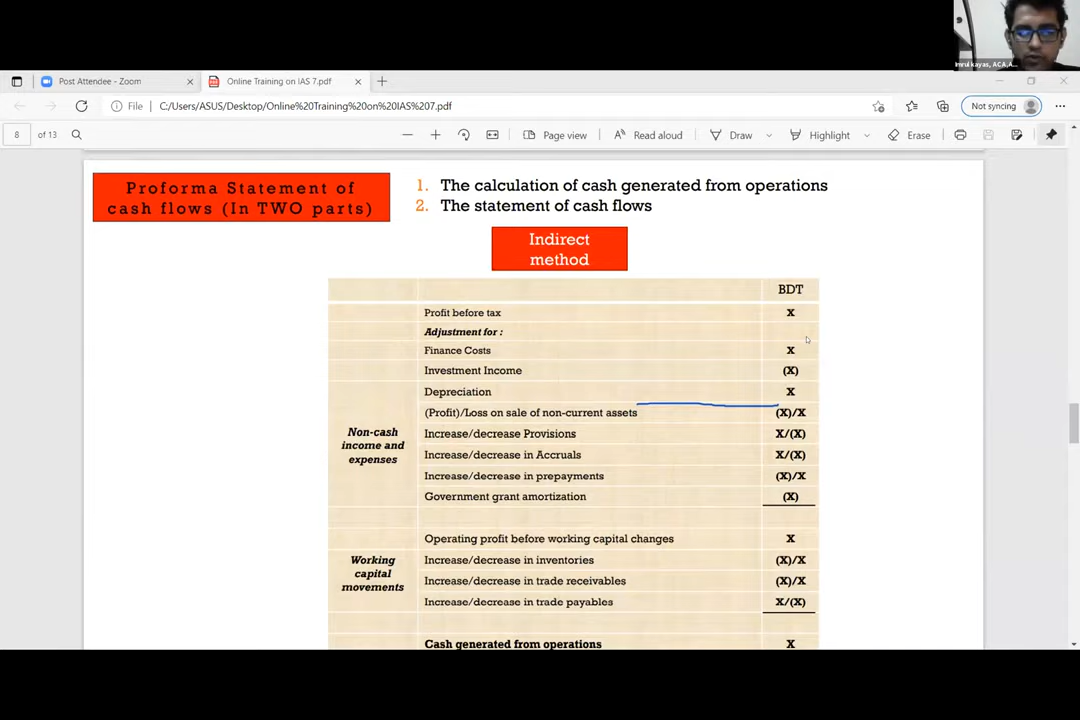 Imrul kayas, ACA,A...
Post Attendee - Zoom
Online Training on IAS 7.pdf
File
C:/Users/ASUS/Desktop/Online%20Training%20on%20IAS%207.pdf
Not syncing
8 of 13
Page view
Read aloud
Draw
Highlight
Erase
Proforma Statement of
cash flows (In TWO parts)
1. The calculation of cash generated from operations
2. The statement of cash flows
Indirect
method
BDT
Profit before tax X
Adjustment for :
Finance Costs X
Investment Income (X)
Depreciation X
(Profit)/Loss on sale of non-current assets (X)/X
Non-cash
income and
expenses
Increase/decrease Provisions X/(X)
Increase/decrease in Accruals X/(X)
Increase/decrease in prepayments (X)/X
Government grant amortization (X)
Operating profit before working capital changes X
Working
capital
movements
Increase/decrease in inventories (X)/X
Increase/decrease in trade receivables (X)/X
Increase/decrease in trade payables X/(X)
Cash generated from operations X